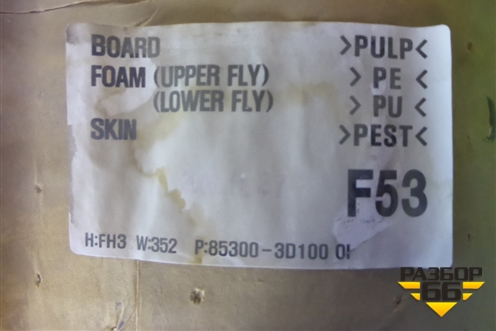 BOARD >PULP<
FOAM (UPPER FLY) > PE <
(LOWER FLY) > PU <
SKIN >PEST<
F53
H:FH3 W:352 P:85300-3D100
РАЗБОР
66